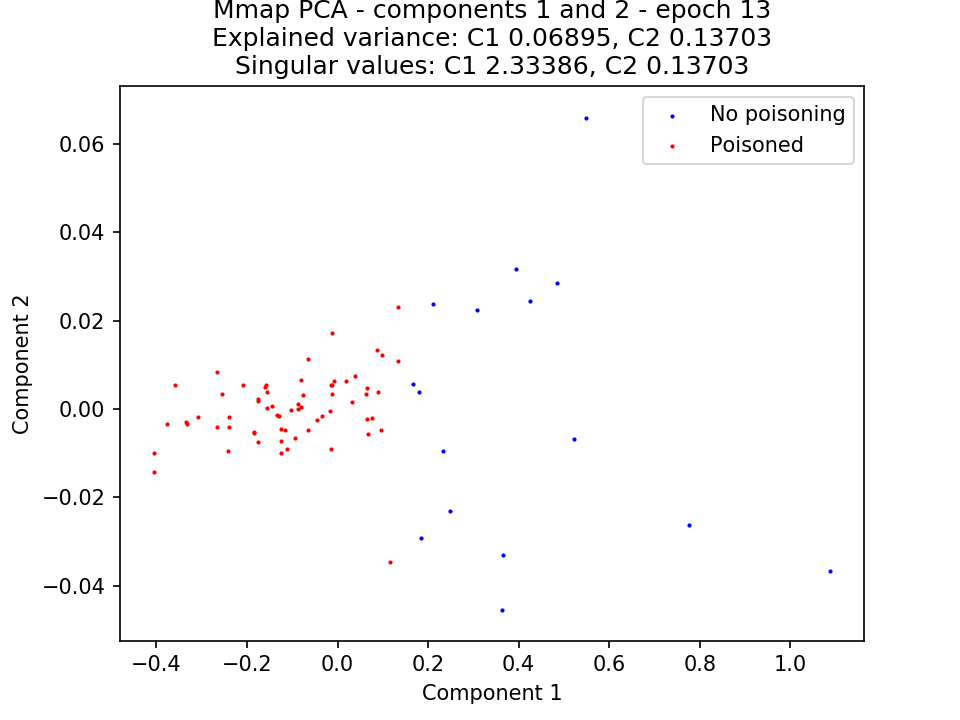 Mmap PCA - components 1 and 2 - epoch 13
Explained variance: C1 0.06895, C2 0.13703
Singular values: C1 2.33386, C2 0.13703
No poisoning
Poisoned
0.06
0.04
0.02
0.00
−0.02
−0.04
Component 2
−0.4
−0.2
0.0
0.2
0.4
0.6
0.8
1.0
Component 1